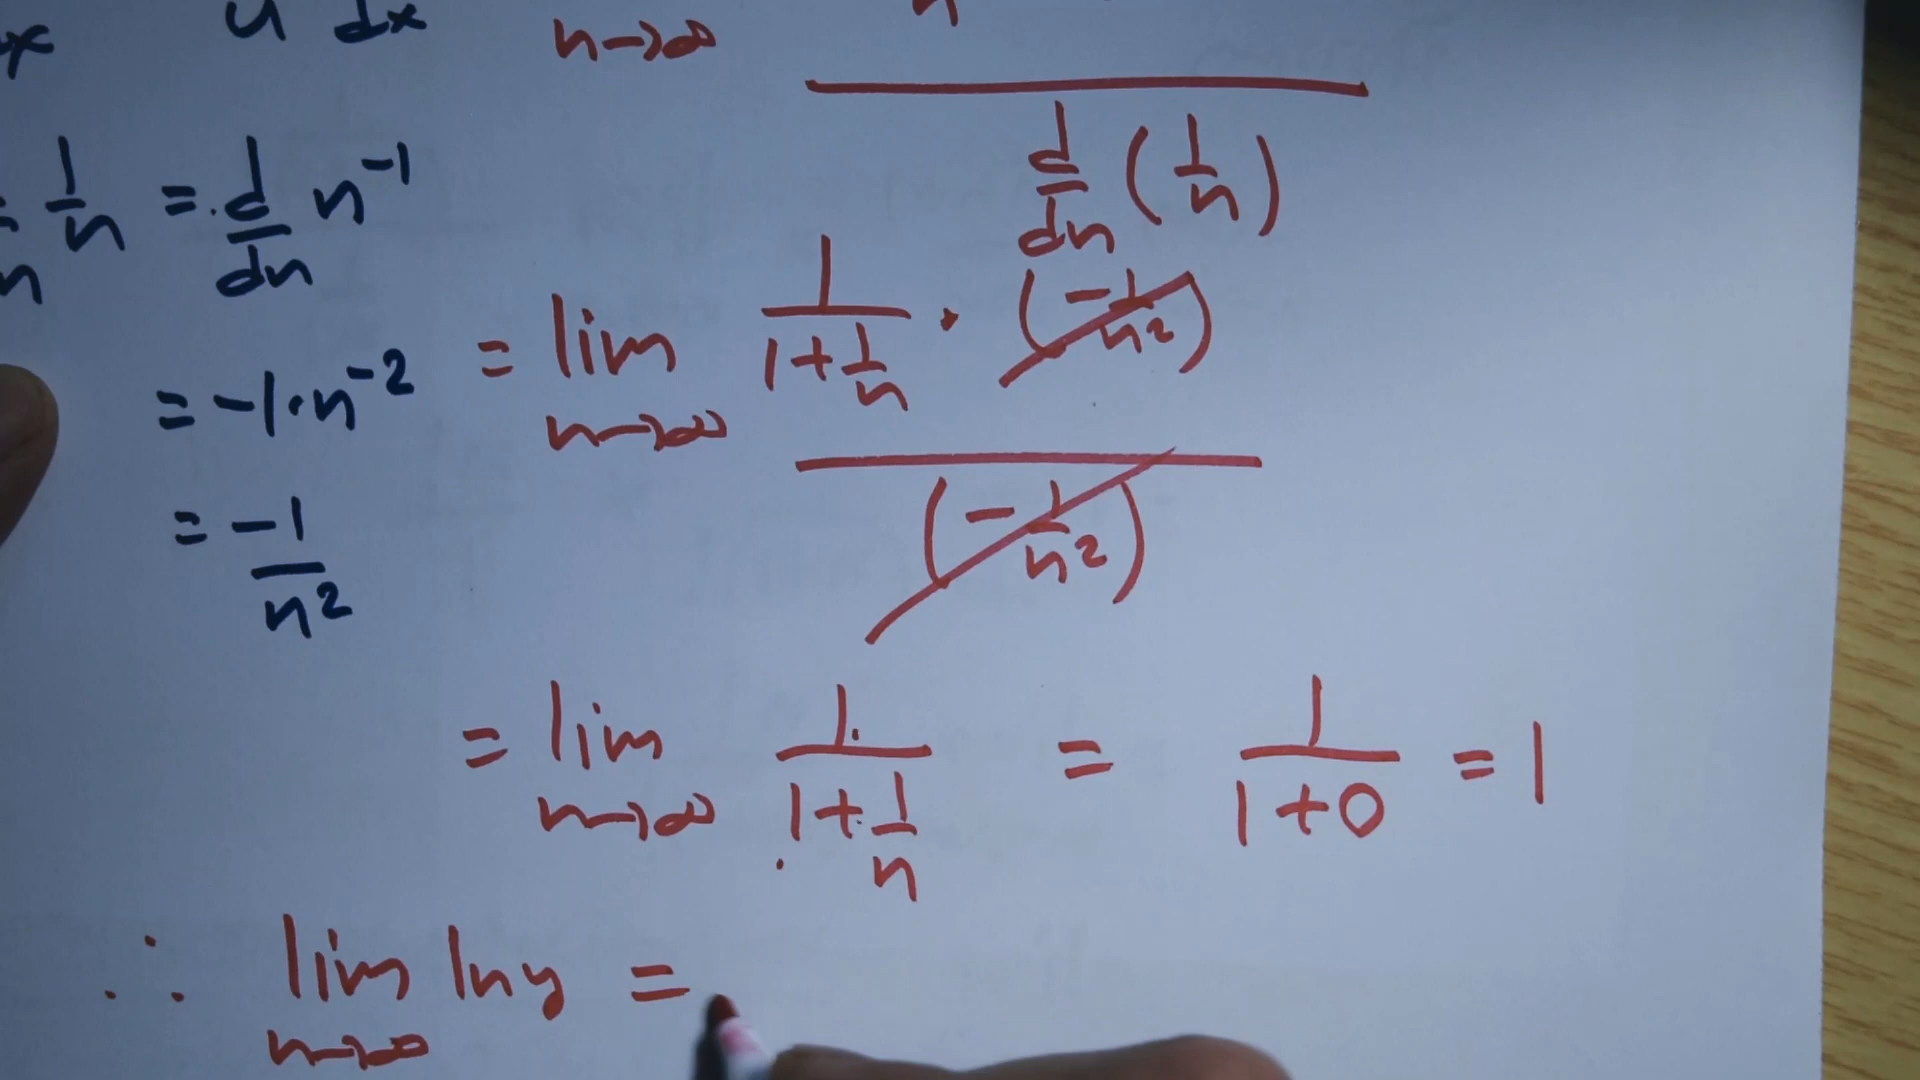 u dx n→∞
1/n = d/dn n⁻¹
d/dn (1/n)
= -1·n⁻² = lim n→∞ 1/(1+1/n) · (-1/n²)
(-1/n²)
= -1/n²
= lim n→∞ 1/(1+1/n) = 1/(1+0) = 1
∴ lim n→∞ ln y =